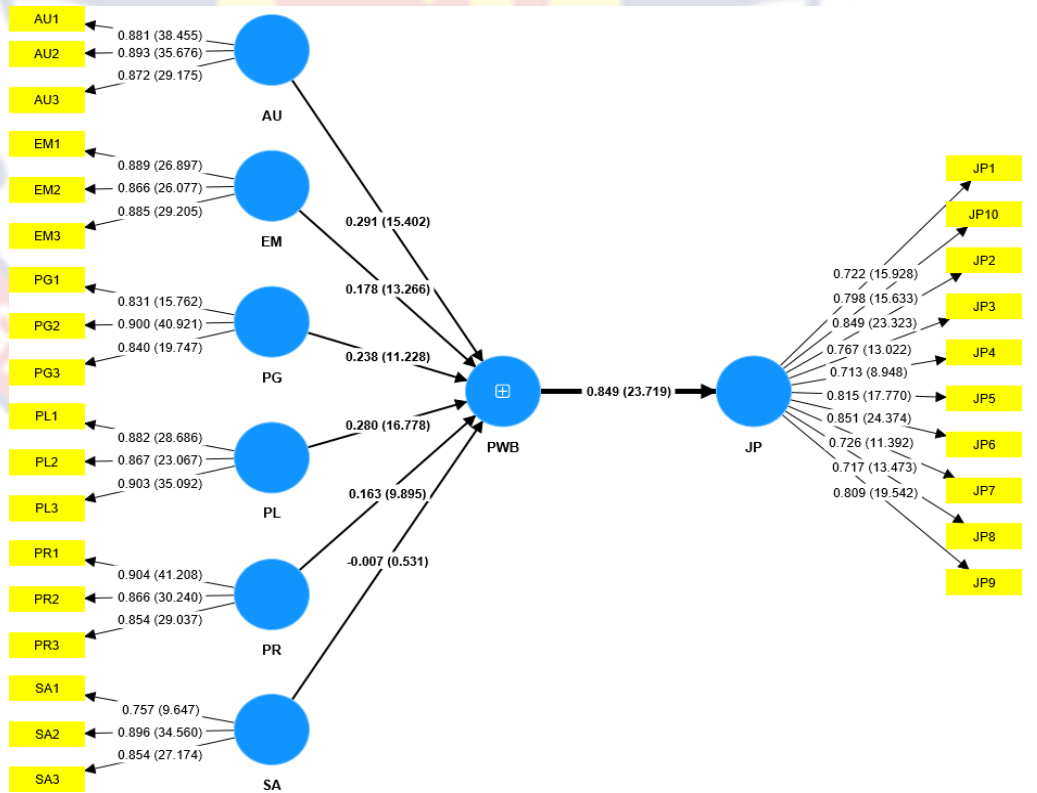 AU1
0.881 (38.455)
AU2
0.893 (35.676)
0.872 (29.175)
AU3
AU
EM1
0.889 (26.897)
EM2
0.866 (26.077)
0.885 (29.205)
EM3
EM
PG1
0.831 (15.762)
PG2
0.900 (40.921)
0.840 (19.747)
PG3
PG
PL1
0.882 (28.686)
PL2
0.867 (23.067)
0.903 (35.092)
PL3
PL
PR1
0.904 (41.208)
PR2
0.866 (30.240)
0.854 (29.037)
PR3
PR
SA1
0.757 (9.647)
SA2
0.896 (34.560)
0.854 (27.174)
SA3
SA
0.291 (15.402)
0.178 (13.266)
0.238 (11.228)
0.280 (16.778)
0.163 (9.895)
-0.007 (0.531)
PWB
0.849 (23.719)
JP
0.722 (15.928)
0.798 (15.633)
0.849 (23.323)
0.767 (13.022)
0.713 (8.948)
0.815 (17.770)
0.851 (24.374)
0.726 (11.392)
0.717 (13.473)
0.809 (19.542)
JP1
JP10
JP2
JP3
JP4
JP5
JP6
JP7
JP8
JP9